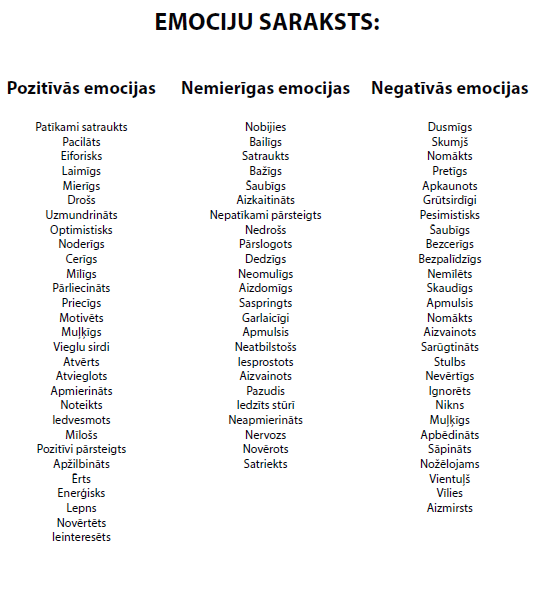 EMOCIJU SARAKSTS:
Pozitīvās emocijas
Patīkami satraukts
Pacilāts
Eiforisks
Laimīgs
Mierīgs
Drošs
Uzmundrināts
Optimistisks
Noderīgs
Cerīgs
Mīlīgs
Pārliecināts
Priecīgs
Motivēts
Muļķīgs
Vieglu sirdi
Atvērts
Atvieglots
Apmierināts
Noteikts
Iedvesmots
Mīlošs
Pozitīvi pārsteigts
Apžilbināts
Ērts
Enerģisks
Lepns
Novērtēts
Ieinteresēts
Nemierīgas emocijas
Nobijies
Bailīgs
Satraukts
Bažīgs
Šaubīgs
Aizkaitināts
Nepatīkami pārsteigts
Nedrošs
Pārslogots
Dedzīgs
Neomulīgs
Aizdomīgs
Saspringts
Garlaicīgi
Apmulsis
Neatbilstošs
Iesprostots
Aizvainots
Pazudis
Iedzīts stūrī
Neapmierināts
Nervozs
Novērots
Satriekts
Negatīvās emocijas
Dusmīgs
Skumjš
Nomākts
Pretīgs
Apkaunots
Grūtsirdīgi
Pesimistisks
Šaubīgs
Bezcerīgs
Bezpalīdzīgs
Nemīlēts
Skaudīgs
Apmulsis
Nomākts
Aizvainots
Sarūgtināts
Stulbs
Nevērtīgs
Ignorēts
Nikns
Muļķīgs
Apbēdināts
Sāpināts
Nožēlojams
Vientuļš
Vīlies
Aizmirsts